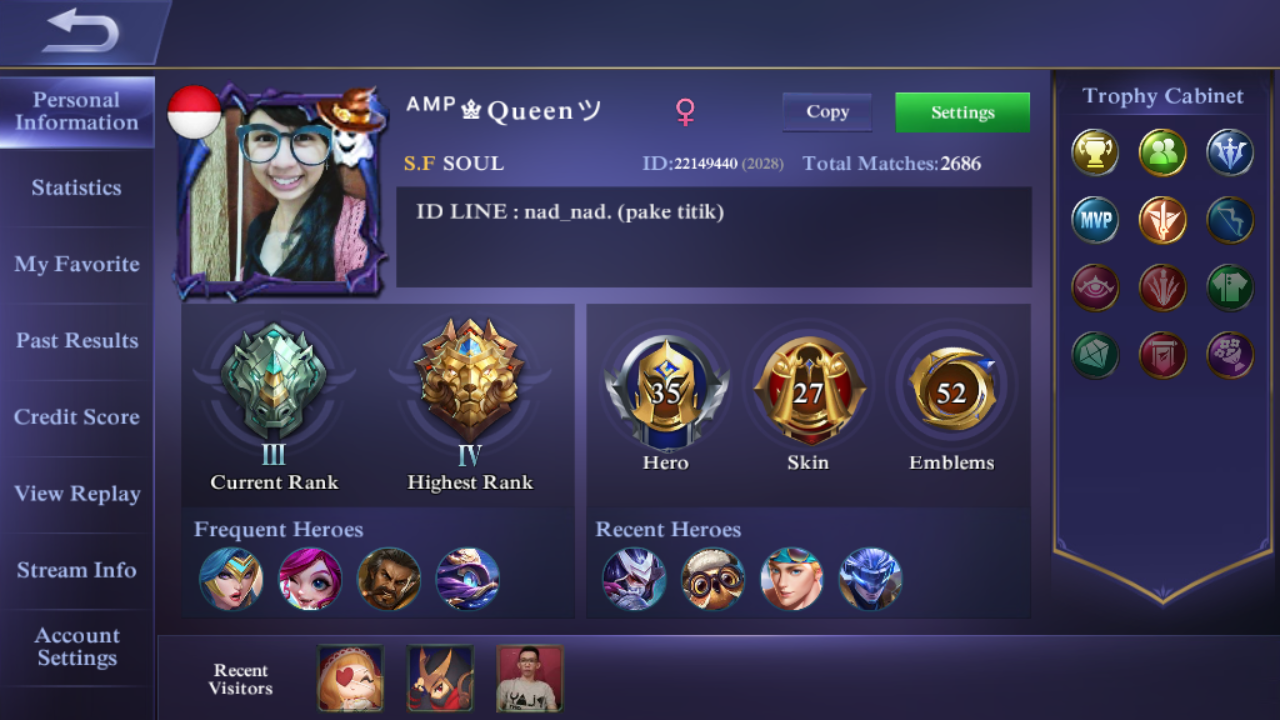 Personal
Information
Statistics
My Favorite
Past Results
Credit Score
View Replay
Stream Info
Account
Settings
AMP♕Queenツ
♀
Copy
Settings
S.F SOUL
ID:22149440 (2028)
Total Matches:2686
ID LINE : nad_nad. (pake titik)
III
Current Rank
IV
Highest Rank
35
Hero
27
Skin
52
Emblems
Frequent Heroes
Recent Heroes
Recent
Visitors
Trophy Cabinet
MVP